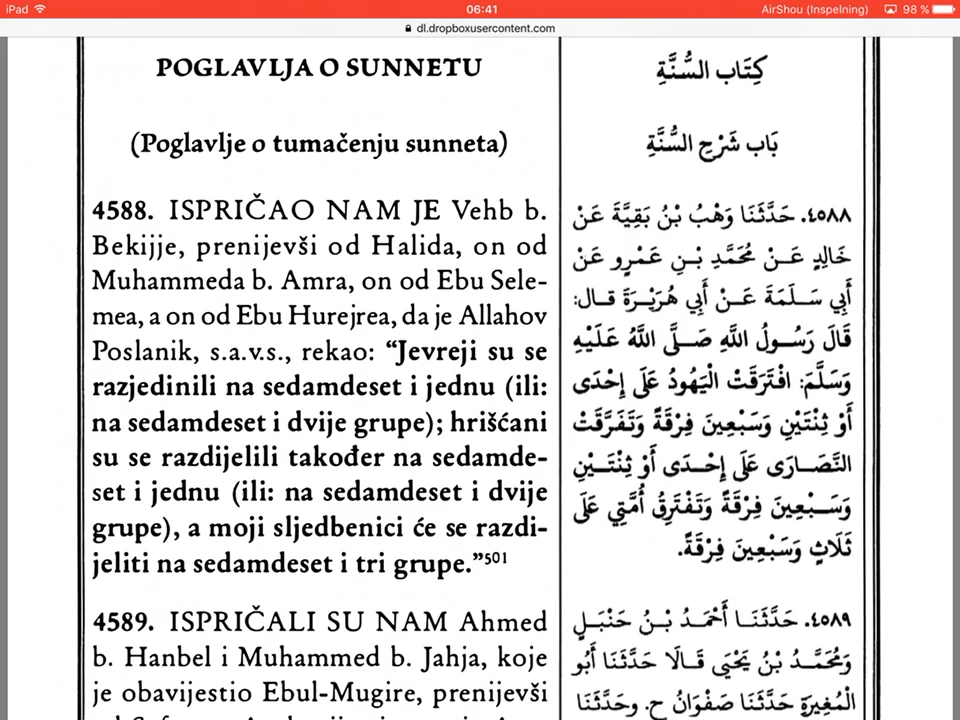 iPad 06:41 AirShou (Inspelning) 98 %
dl.dropboxusercontent.com
POGLAVLJA O SUNNETU
(Poglavlje o tumačenju sunneta)
4588. ISPRIČAO NAM JE Vehb b.
Bekijje, prenijevši od Halida, on od
Muhammeda b. Amra, on od Ebu Sele-
mea, a on od Ebu Hurejrea, da je Allahov
Poslanik, s.a.v.s., rekao: “Jevreji su se
razjedinili na sedamdeset i jednu (ili:
na sedamdeset i dvije grupe); hrišćani
su se razdijelili također na sedamde-
set i jednu (ili: na sedamdeset i dvije
grupe), a moji sljedbenici će se razdi-
jeliti na sedamdeset i tri grupe.”501
4589. ISPRIČALI SU NAM Ahmed
b. Hanbel i Muhammed b. Jahja, koje
je obavijestio Ebul-Mugire, prenijevši
كِتَاب السُّنَّةِ
بَاب شَرْحِ السُّنَّةِ
٤٥٨٨. حَدَّثَنَا وَهْبُ بْنُ بَقِيَّةَ عَنْ
خَالِدٍ عَنْ مُحَمَّدِ بْنِ عَمْرٍو عَنْ
أَبِي سَلَمَةَ عَنْ أَبِي هُرَيْرَةَ قَالَ:
قَالَ رَسُولُ اللَّهِ صَلَّى اللَّهُ عَلَيْهِ
وَسَلَّمَ: افْتَرَقَتْ الْيَهُودُ عَلَى إِحْدَى
أَوْ ثِنْتَيْنِ وَسَبْعِينَ فِرْقَةً وَتَفَرَّقَتْ
النَّصَارَى عَلَى إِحْدَى أَوْ ثِنْتَيْنِ
وَسَبْعِينَ فِرْقَةً وَتَفْتَرِقُ أُمَّتِي عَلَى
ثَلَاثٍ وَسَبْعِينَ فِرْقَةً.
٤٥٨٩. حَدَّثَنَا أَحْمَدُ بْنُ حَنْبَلٍ
وَمُحَمَّدُ بْنُ يَحْيَى قَالَا حَدَّثَنَا أَبُو
الْمُغِيرَةِ حَدَّثَنَا صَفْوَانُ ح. وحَدَّثَنَا